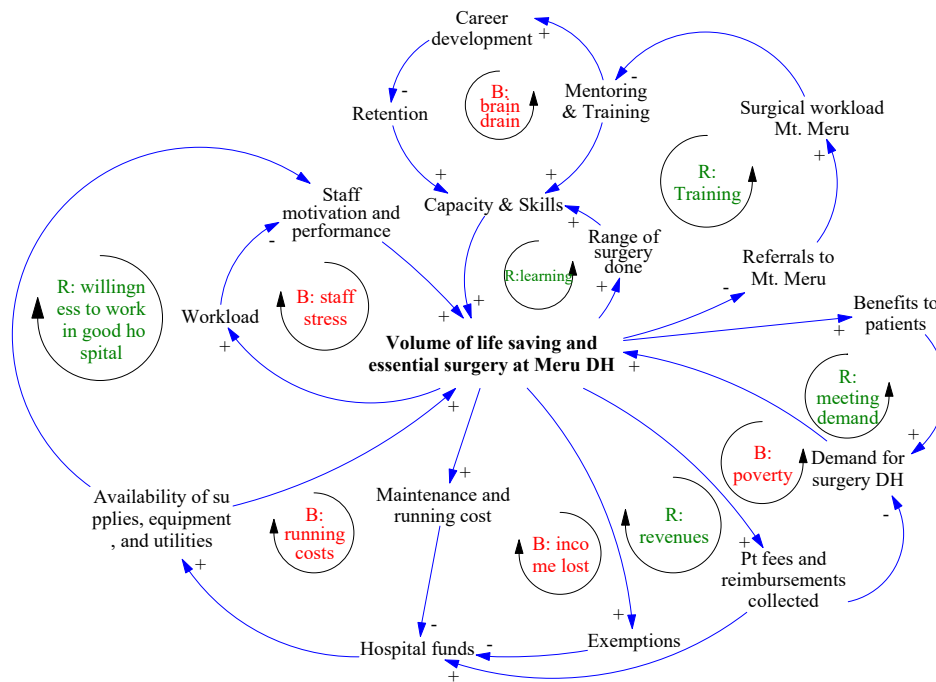 Career
development
+
-
B:
brain
drain
-
Mentoring
& Training
Retention
Surgical workload
Mt. Meru
+
R:
Training
+
+
Staff
motivation and
performance
+
Capacity & Skills
+
Range of
surgery
done
-
R:learning
Referrals to
Mt. Meru
-
R: willingn
ess to work
in good ho
spital
B: staff
stress
Workload
+
+
+
+
Benefits to
patients
+
Volume of life saving and
essential surgery at Meru DH
+
R:
meeting
demand
+
+
B:
poverty
Demand for
surgery DH
-
Availability of su
pplies, equipment
, and utilities
+
B:
running
costs
+
Maintenance and
running cost
B: inco
me lost
R:
revenues
+
Pt fees and
reimbursements
collected
+
-
Hospital funds
-
Exemptions
+